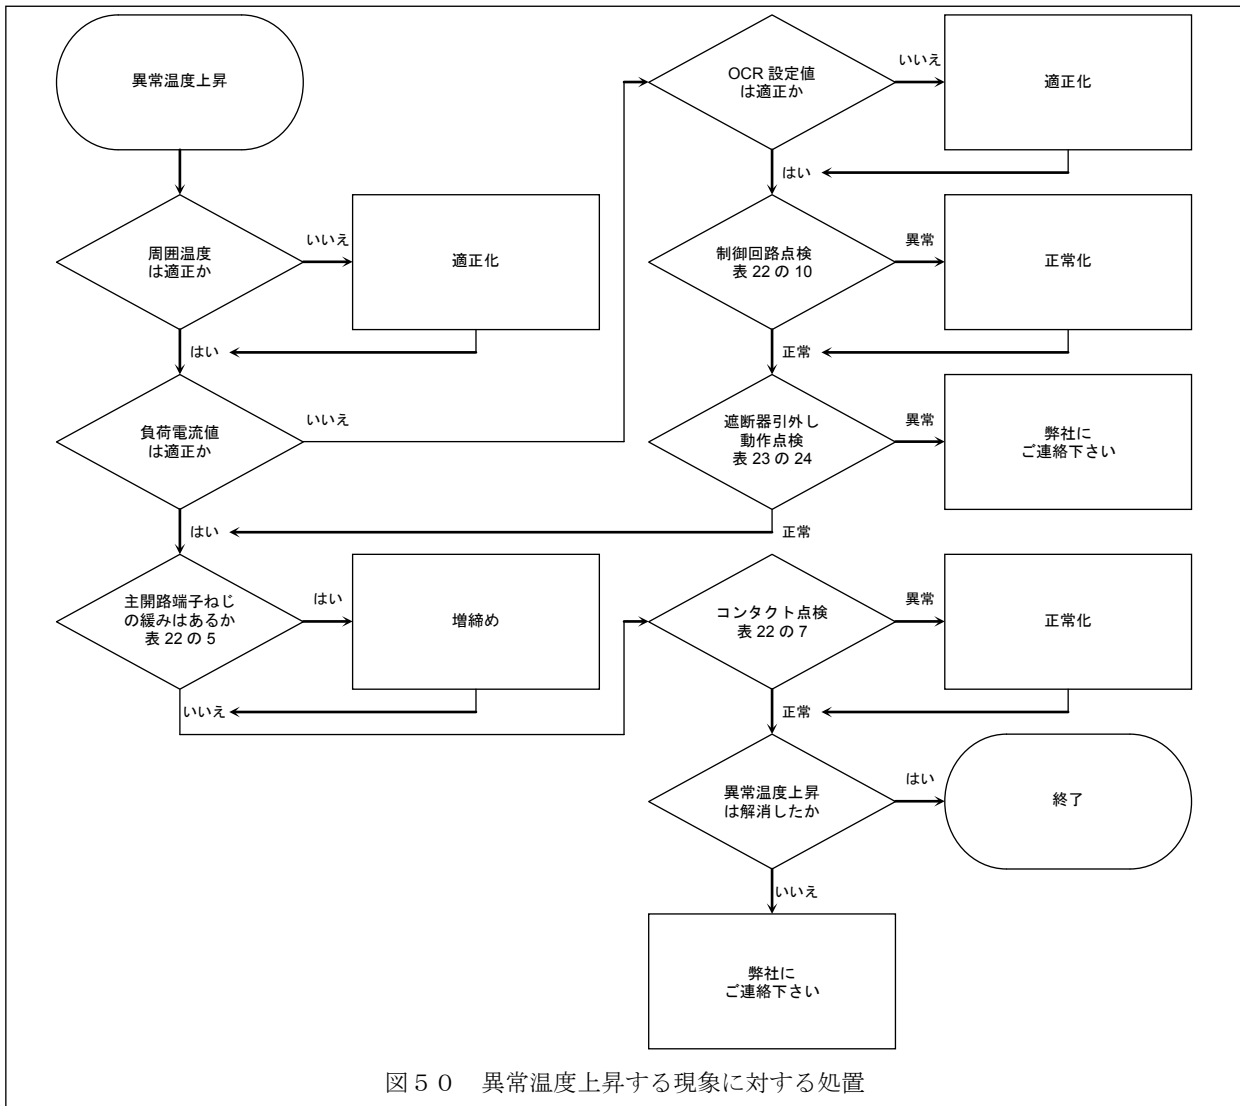 異常温度上昇
周囲温度
は適正か
いいえ
適正化
はい
負荷電流値
は適正か
いいえ
はい
主開路端子ねじ
の緩みはあるか
表 22 の 5
はい
増締め
いいえ
OCR 設定値
は適正か
いいえ
適正化
はい
制御回路点検
表 22 の 10
異常
正常化
正常
遮断器引外し
動作点検
表 23 の 24
異常
弊社に
ご連絡下さい
正常
コンタクト点検
表 22 の 7
異常
正常化
正常
異常温度上昇
は解消したか
はい
終了
いいえ
弊社に
ご連絡下さい
図５０　異常温度上昇する現象に対する処置